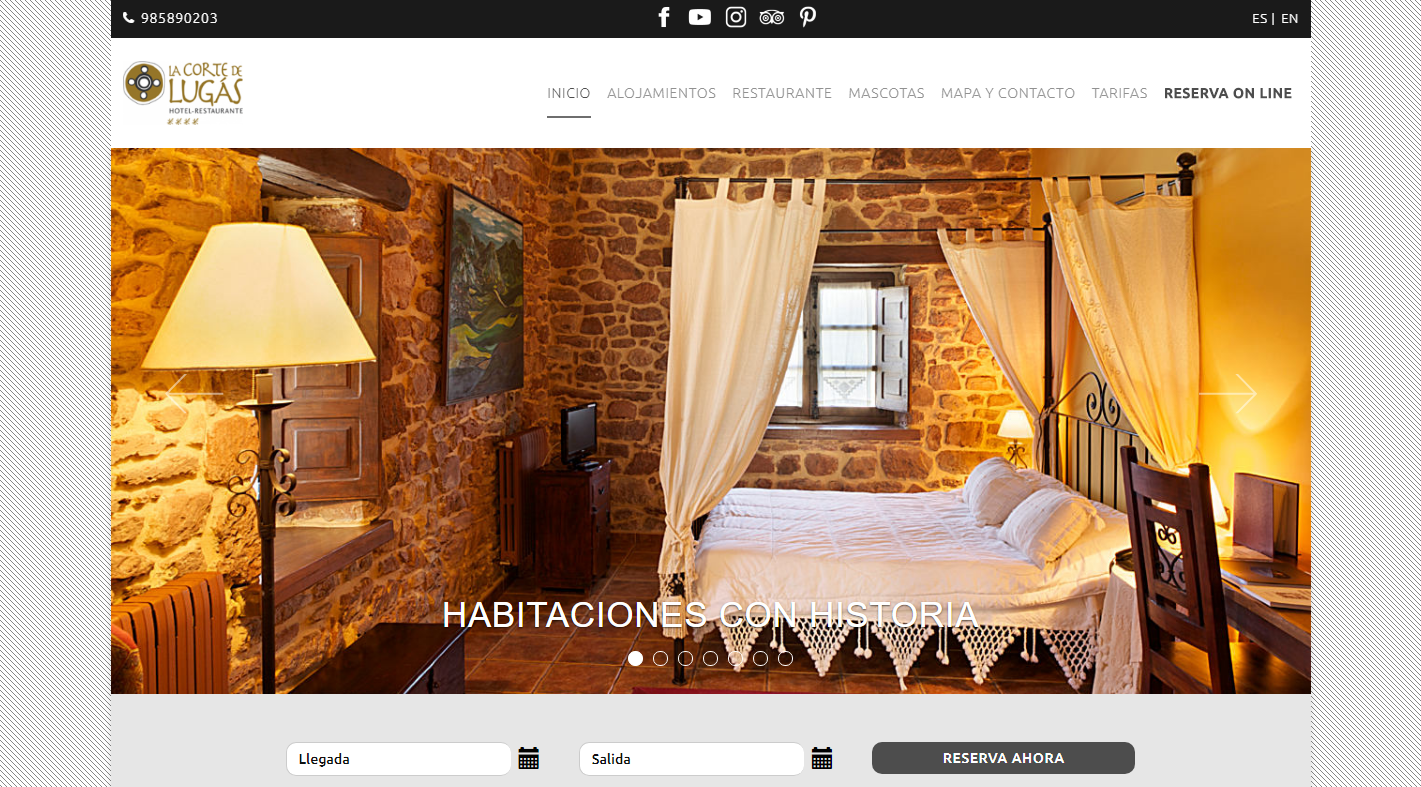 985890203
ES | EN
LA CORTE DE
LUGÁS
HOTEL-RESTAURANTE
INICIO ALOJAMIENTOS RESTAURANTE MASCOTAS MAPA Y CONTACTO TARIFAS RESERVA ON LINE
HABITACIONES CON HISTORIA
Llegada Salida RESERVA AHORA